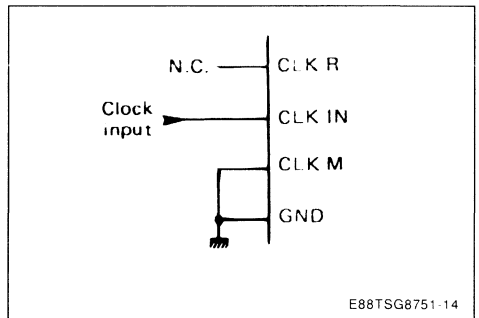 N.C. CLK R
Clock
input CLK IN
CLK M
GND
E88TSG8751-14